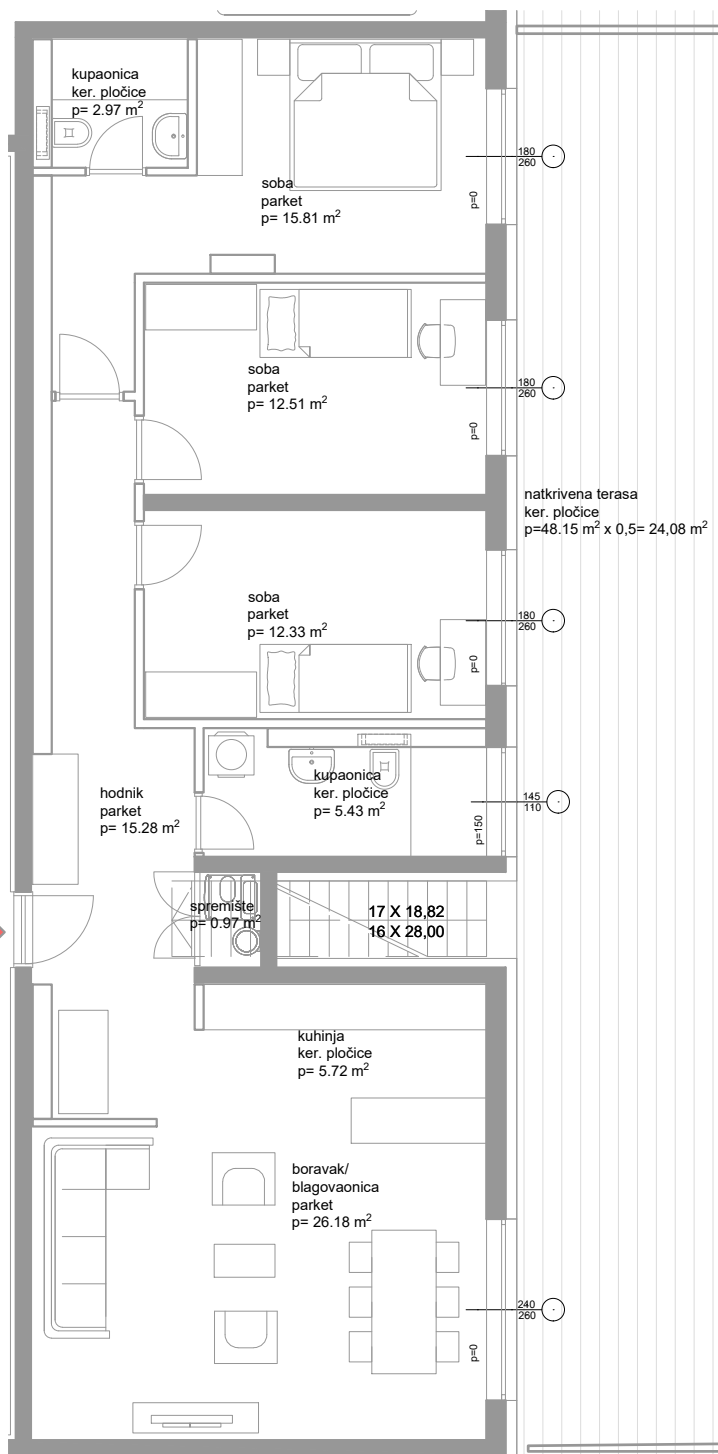 kupaonica
ker. pločice
p= 2.97 m²
180
260
soba
parket
p= 15.81 m²
p=0
soba
parket
p= 12.51 m²
180
260
p=0
natkrivena terasa
ker. pločice
p=48.15 m² x 0,5= 24,08 m²
soba
parket
p= 12.33 m²
180
260
p=0
hodnik
parket
p= 15.28 m²
kupaonica
ker. pločice
p= 5.43 m²
145
110
p=150
spremište
p= 0.97 m²
17 X 18,82
16 X 28,00
kuhinja
ker. pločice
p= 5.72 m²
boravak/
blagovaonica
parket
p= 26.18 m²
240
260
p=0